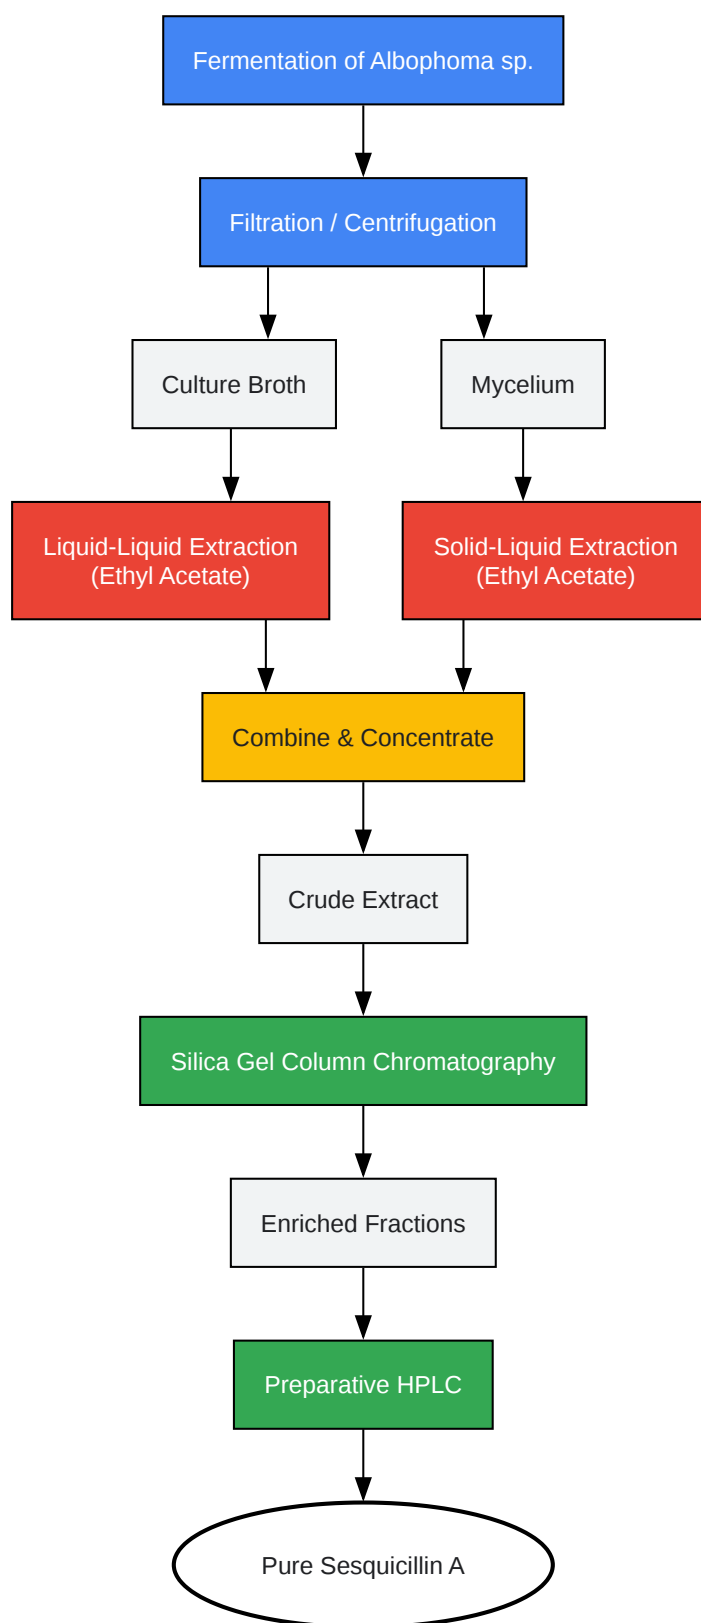 Fermentation of Albophoma sp.
Filtration / Centrifugation
Culture Broth
Mycelium
Liquid-Liquid Extraction
(Ethyl Acetate)
Solid-Liquid Extraction
(Ethyl Acetate)
Combine & Concentrate
Crude Extract
Silica Gel Column Chromatography
Enriched Fractions
Preparative HPLC
Pure Sesquicillin A